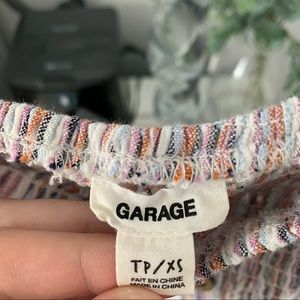 GARAGE
TP/XS
FAIT EN CHINE
MADE IN CHINA